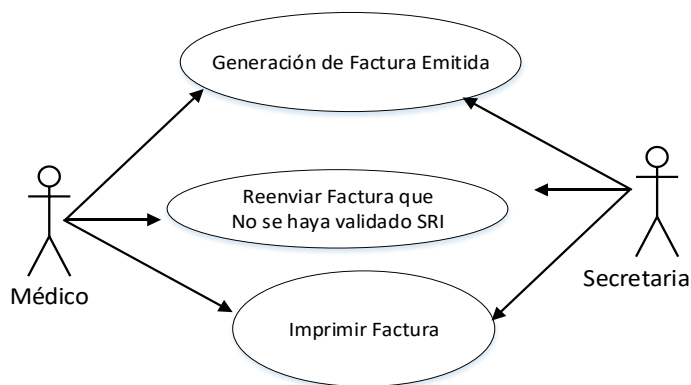 Generación de Factura Emitida
Reenviar Factura que
No se haya validado SRI
Médico
Secretaria
Imprimir Factura